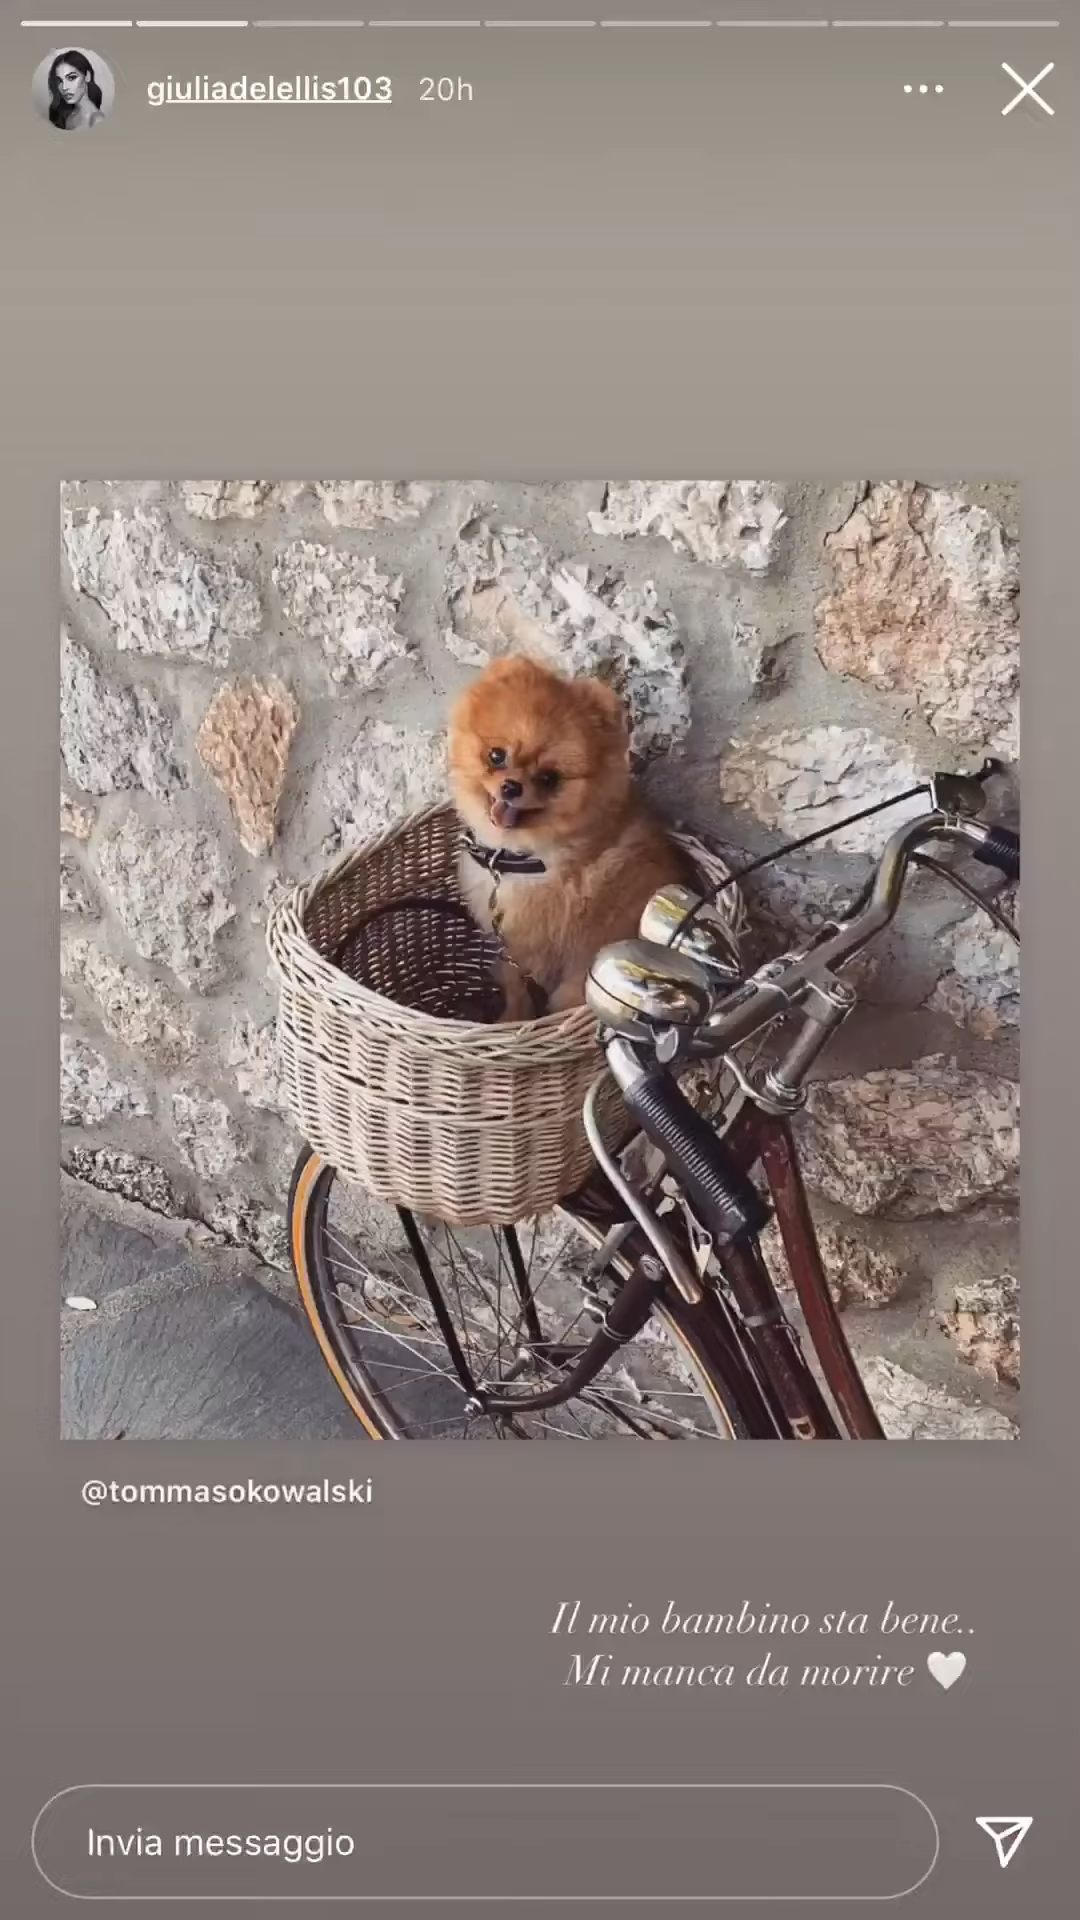 giuliadelellis103 20h
@tommasokowalski
Il mio bambino sta bene..
Mi manca da morire 🤍
Invia messaggio